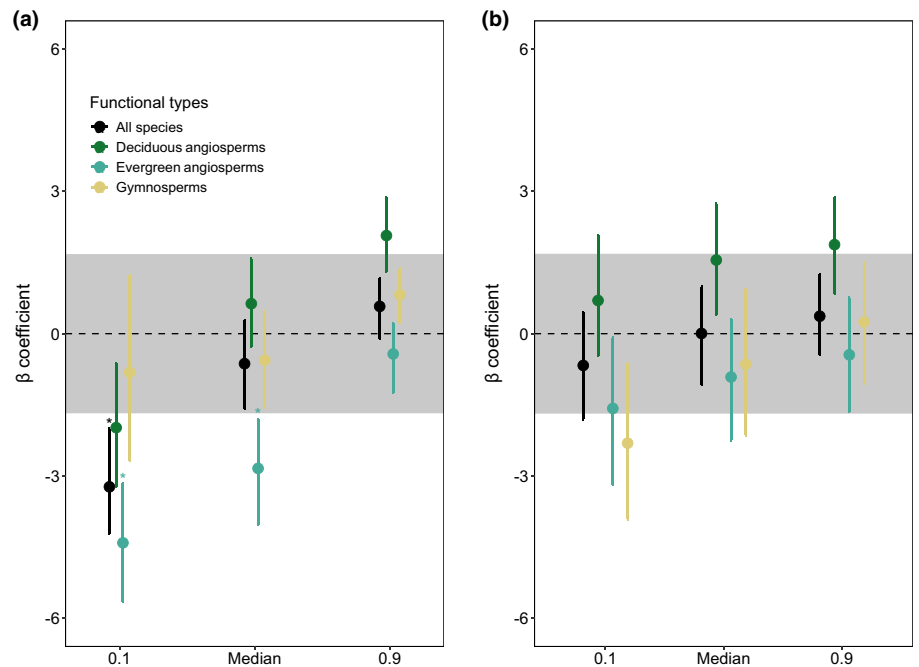 (a)
(b)
6
3
0
-3
-6
β coefficient
Functional types
All species
Deciduous angiosperms
Evergreen angiosperms
Gymnosperms
*
*
*
0.1
Median
0.9
6
3
0
-3
-6
β coefficient
0.1
Median
0.9